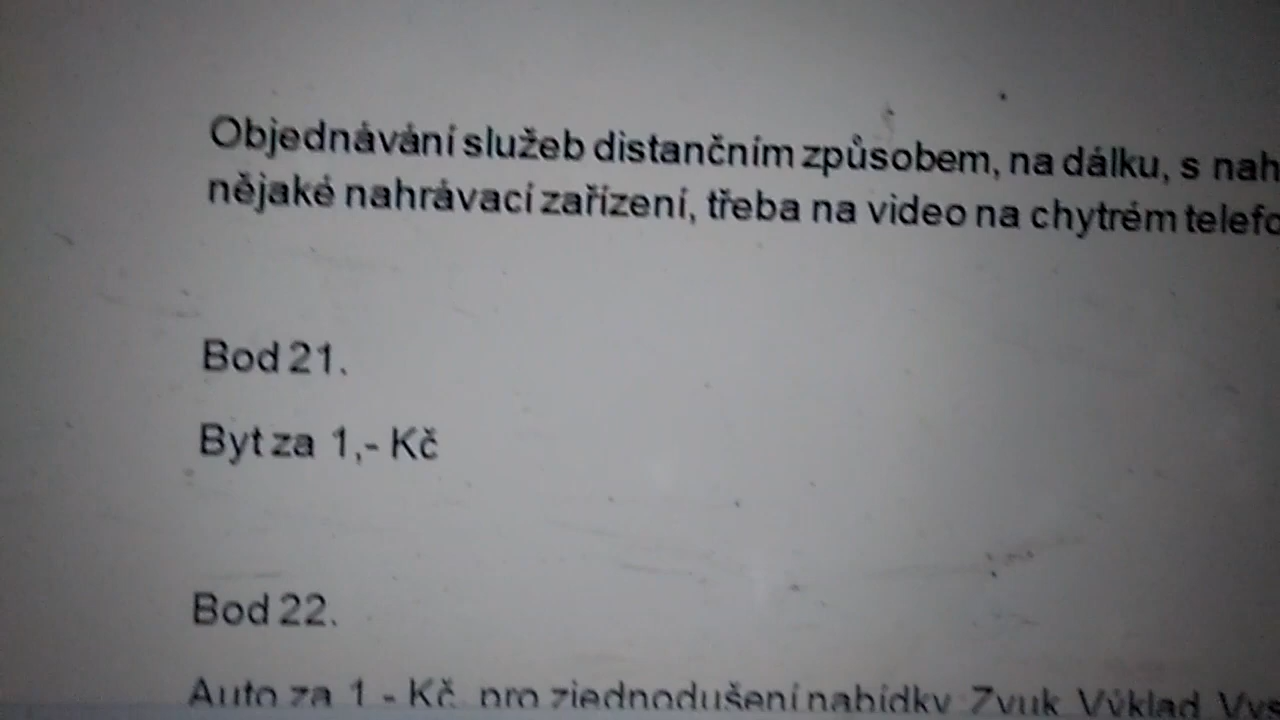 Objednávání služeb distančním způsobem, na dálku, s nah
nějaké nahrávací zařízení, třeba na video na chytrém telefo
Bod 21.
Byt za 1,- Kč
Bod 22.
Auto za 1 - Kč pro zjednodušení nabídky Zvuk Výklad Vys